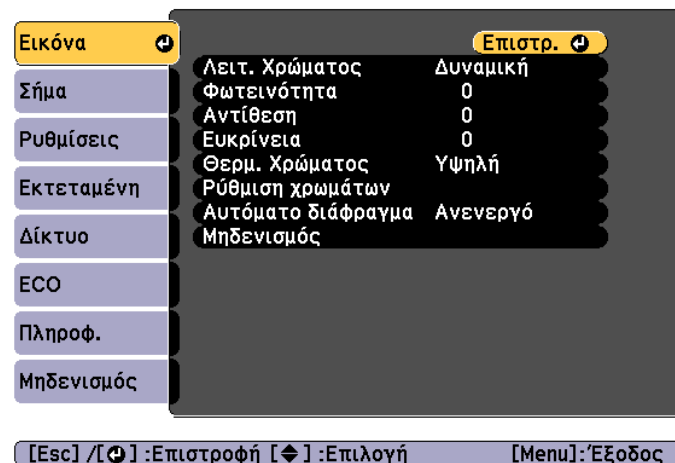 Εικόνα
Σήμα
Ρυθμίσεις
Εκτεταμένη
Δίκτυο
ECO
Πληροφ.
Μηδενισμός
Επιστρ.
Λειτ. Χρώματος Δυναμική
Φωτεινότητα 0
Αντίθεση 0
Ευκρίνεια 0
Θερμ. Χρώματος Υψηλή
Ρύθμιση χρωμάτων
Αυτόματο διάφραγμα Ανενεργό
Μηδενισμός
[Esc] /[⏎] :Επιστροφή [◆] :Επιλογή [Menu]:Έξοδος